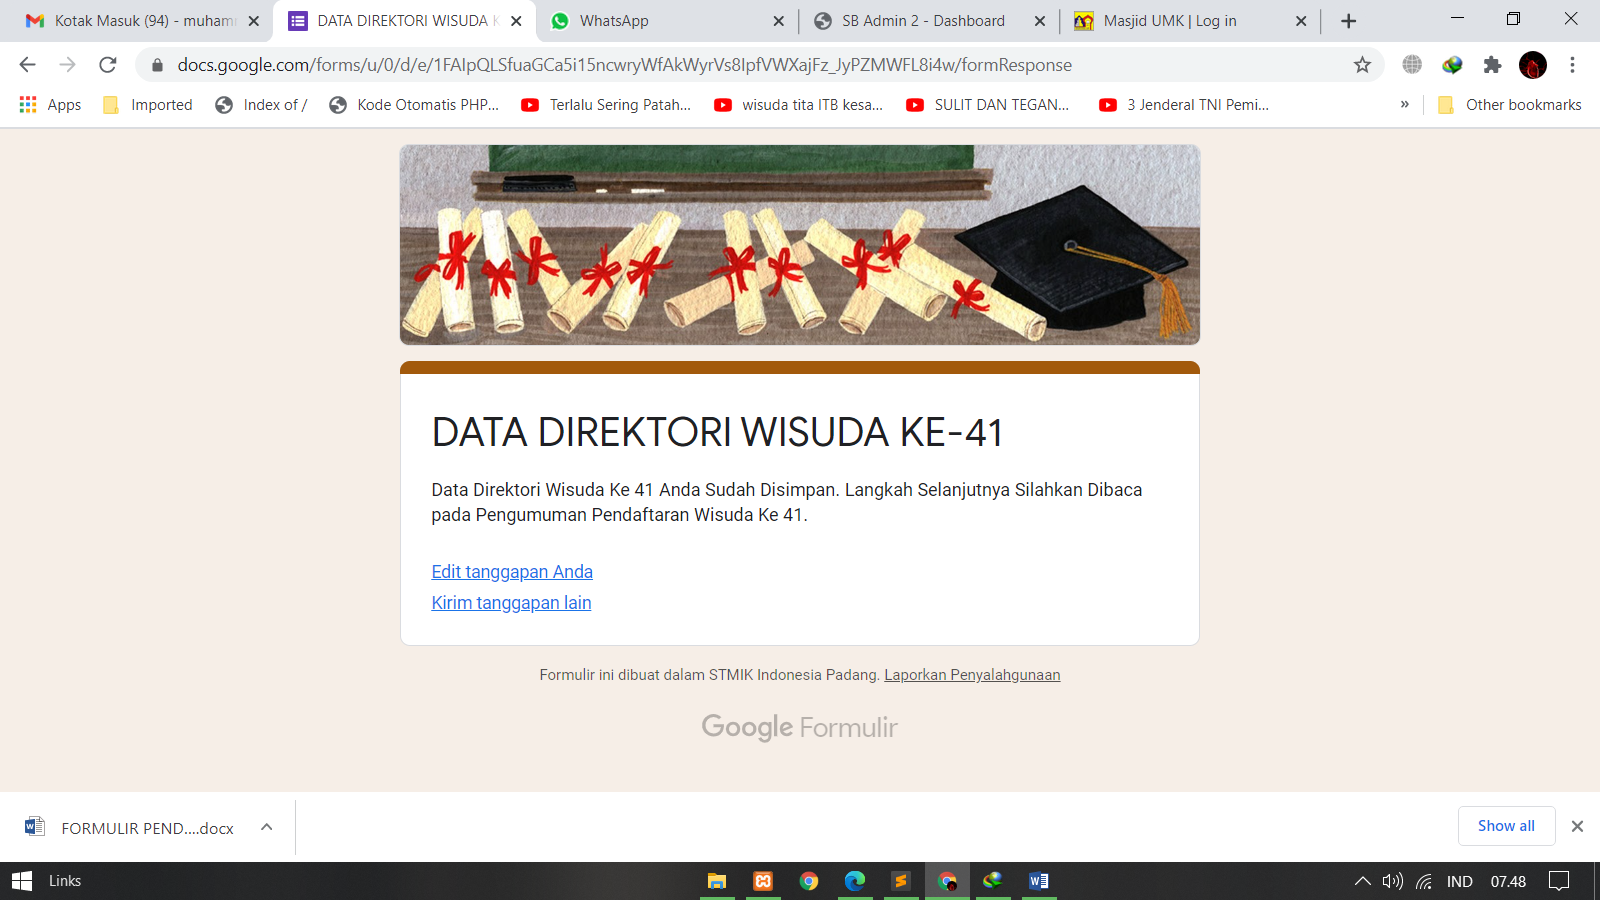 Kotak Masuk (94) - muham
DATA DIREKTORI WISUDA K
WhatsApp
SB Admin 2 - Dashboard
Masjid UMK | Log in
docs.google.com/forms/u/0/d/e/1FAIpQLSfuaGCa5i15ncwryWfAkWyrVs8IpfVWXajFz_JyPZMWFL8i4w/formResponse
Apps
Imported
Index of /
Kode Otomatis PHP...
Terlalu Sering Patah...
wisuda tita ITB kesa...
SULIT DAN TEGAN...
3 Jenderal TNI Pemi...
»
Other bookmarks
DATA DIREKTORI WISUDA KE-41
Data Direktori Wisuda Ke 41 Anda Sudah Disimpan. Langkah Selanjutnya Silahkan Dibaca
pada Pengumuman Pendaftaran Wisuda Ke 41.
Edit tanggapan Anda
Kirim tanggapan lain
Formulir ini dibuat dalam STMIK Indonesia Padang. Laporkan Penyalahgunaan
Google Formulir
FORMULIR PEND....docx
Show all
Links
IND
07.48